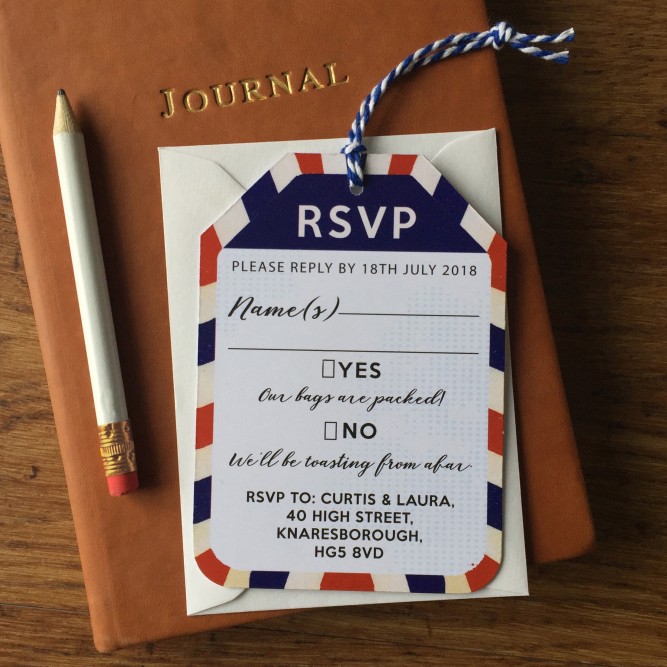 JOURNAL
RSVP
PLEASE REPLY BY 18TH JULY 2018
Name(s)
YES
Our bags are packed!
NO
We'll be toasting from afar.
RSVP TO: CURTIS & LAURA,
40 HIGH STREET,
KNARESBOROUGH,
HG5 8VD